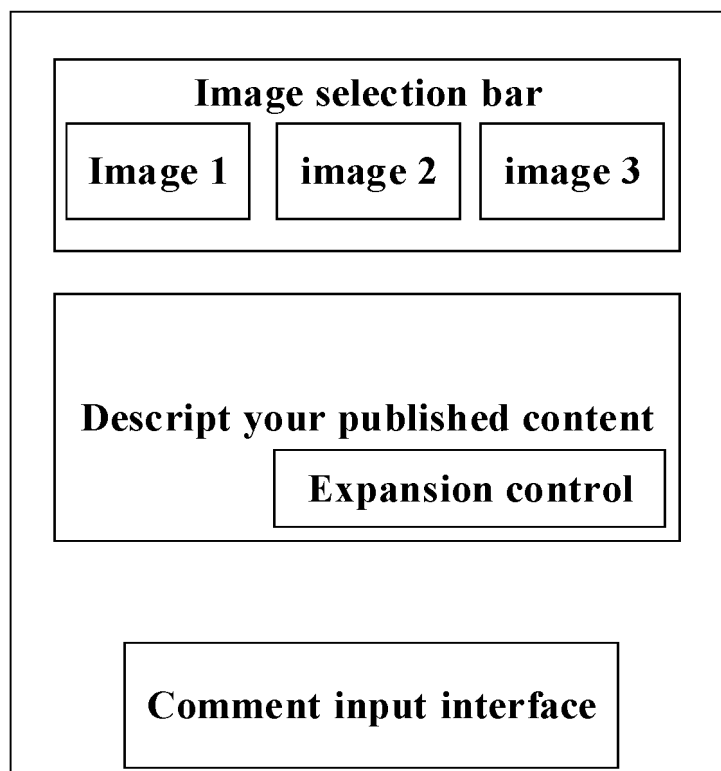 Image selection bar
Image 1 image 2 image 3
Descript your published content
Expansion control
Comment input interface